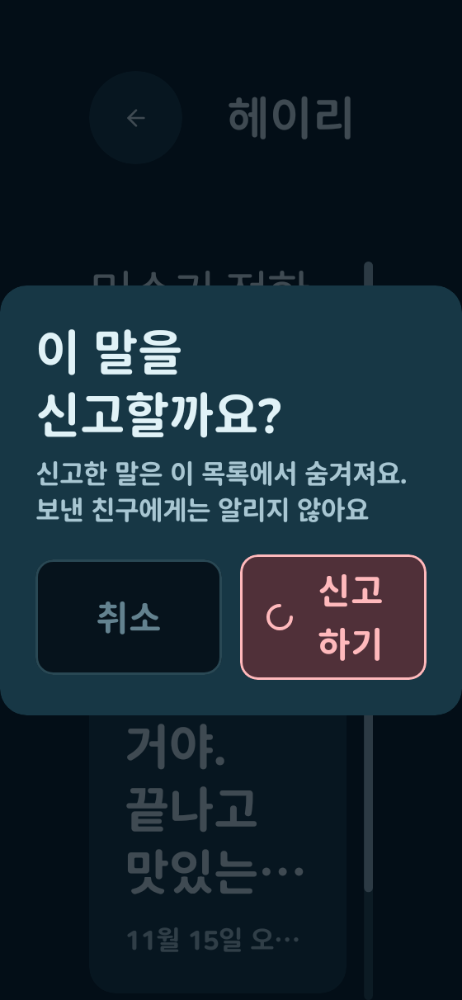 헤이리
이 말을
신고할까요?
신고한 말은 이 목록에서 숨겨져요.
보낸 친구에게는 알리지 않아요
취소
신고
하기
거야.
끝나고
맛있는…
11월 15일 오…